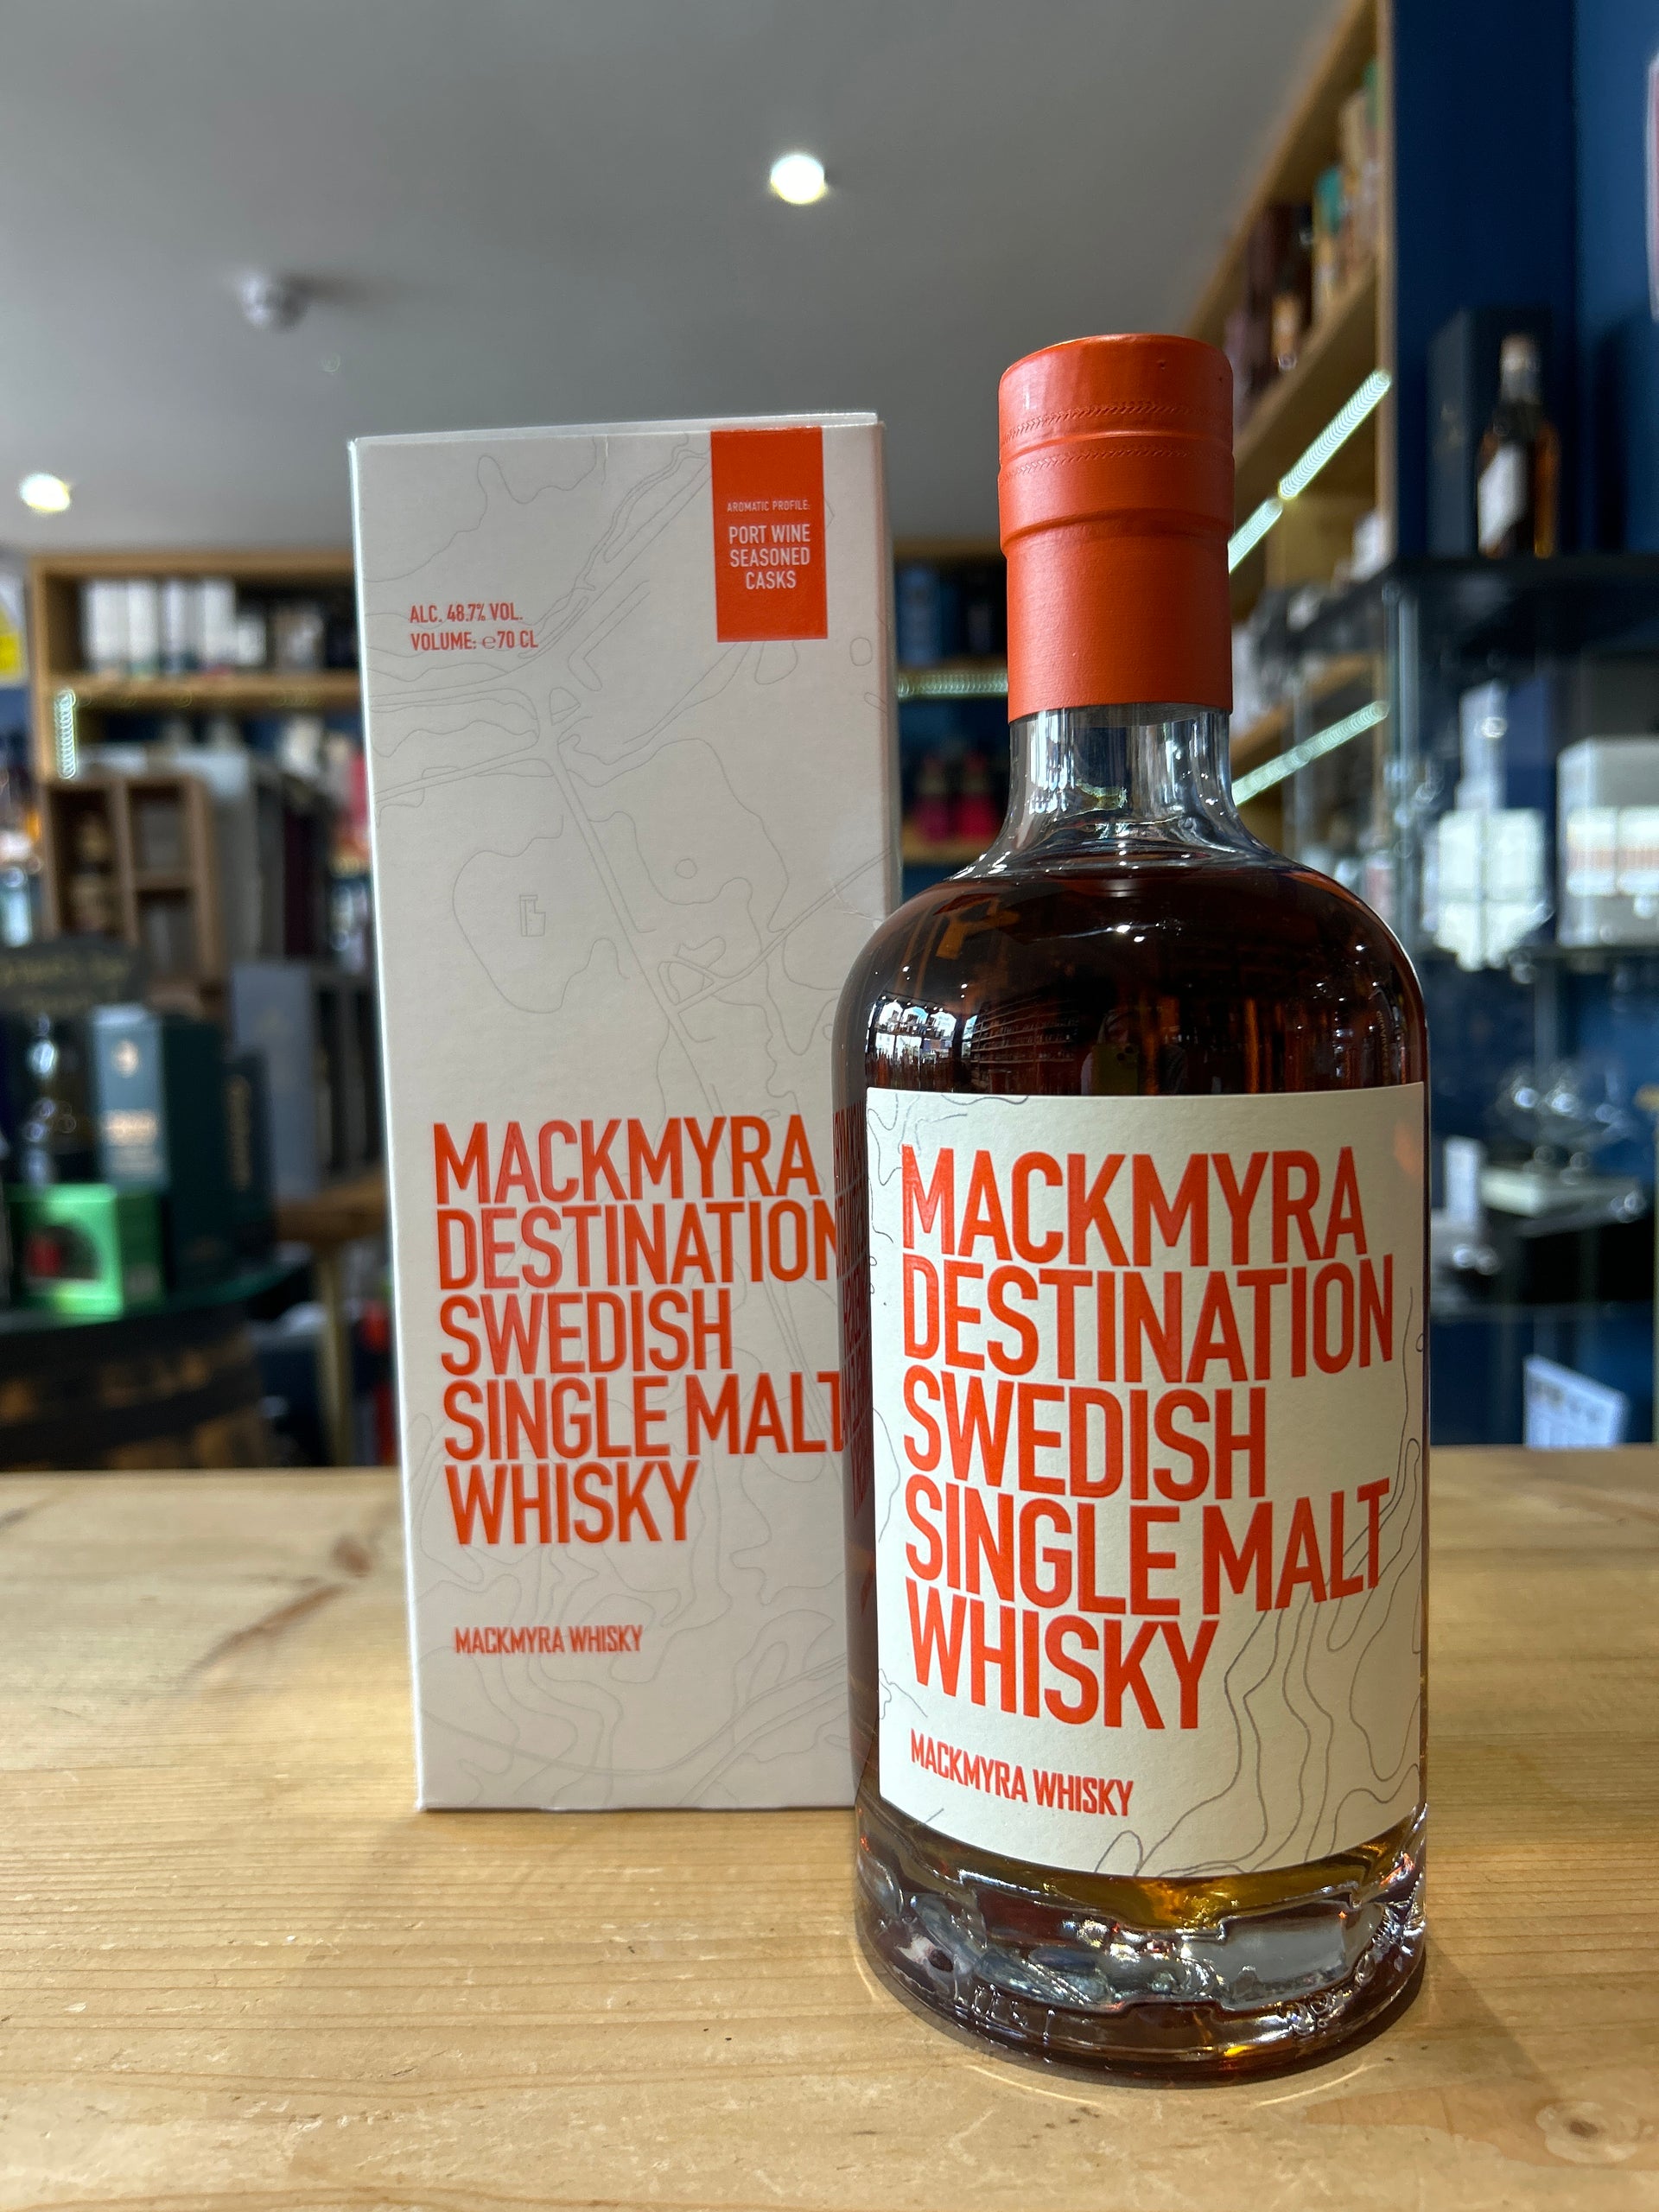 AROMATIC PROFILE:
PORT WINE
SEASONED
CASKS
ALC. 48.7% VOL.
VOLUME: ℮70 CL
MACKMYRA
DESTINATION
SWEDISH
SINGLE MALT
WHISKY
MACKMYRA WHISKY
MACKMYRA
DESTINATION
SWEDISH
SINGLE MALT
WHISKY
MACKMYRA WHISKY